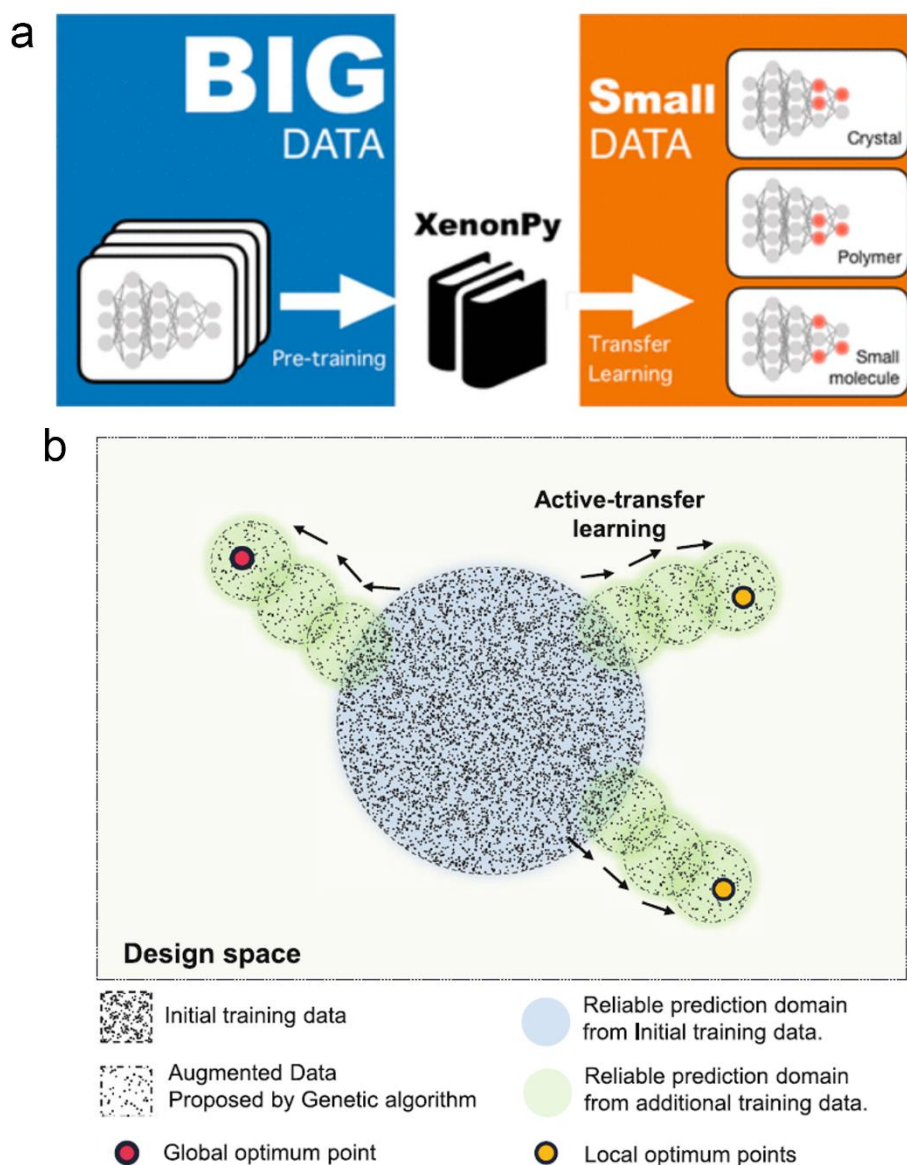 a
BIG
DATA
Pre-training
XenonPy
Small
DATA
Transfer
Learning
Crystal
Polymer
Small
molecule
b
Active-transfer
learning
Design space
Initial training data
Augmented Data
Proposed by Genetic algorithm
Global optimum point
Reliable prediction domain
from Initial training data.
Reliable prediction domain
from additional training data.
Local optimum points